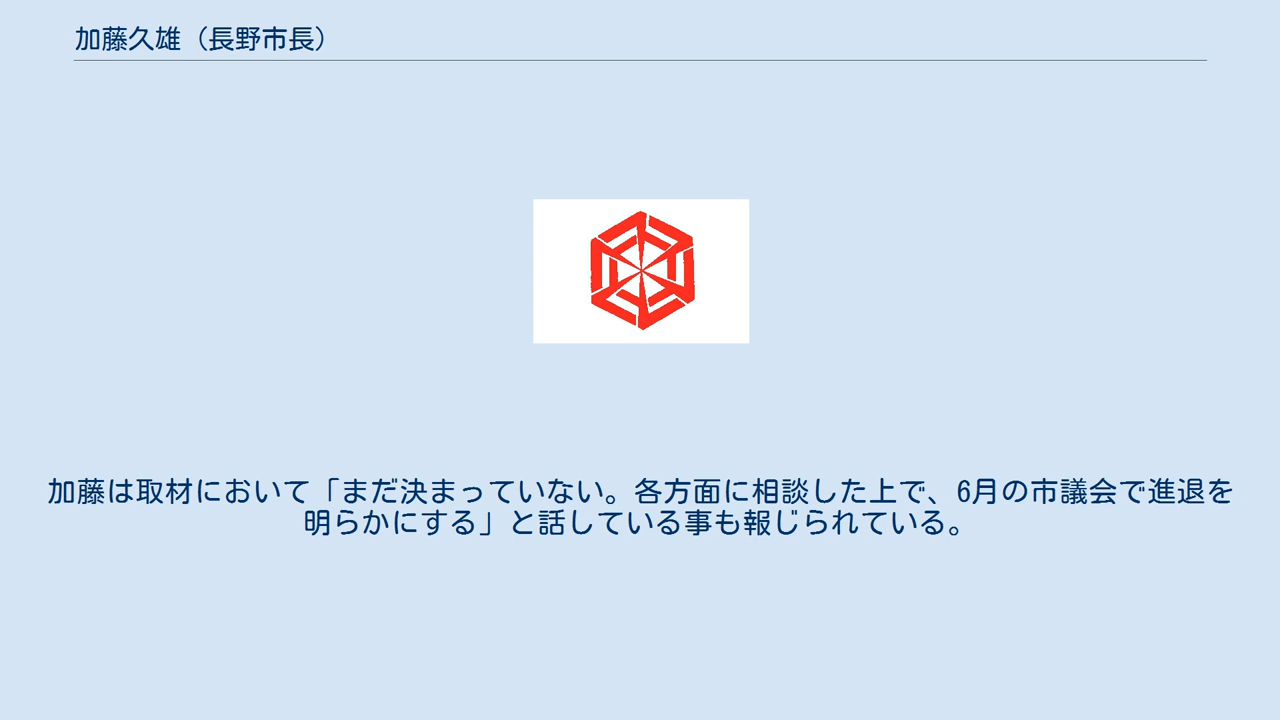 加藤久雄（長野市長）
加藤は取材において「まだ決まっていない。各方面に相談した上で、6月の市議会で進退を
明らかにする」と話している事も報じられている。